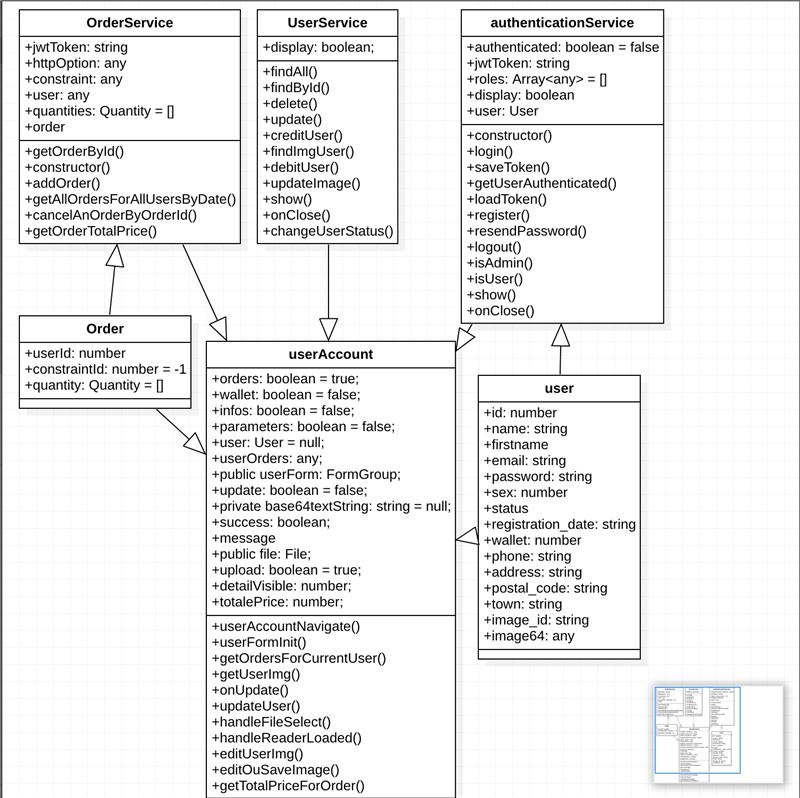 OrderService
+jwtToken: string
+httpOption: any
+constraint: any
+user: any
+quantities: Quantity = []
+order
+getOrderById()
+constructor()
+addOrder()
+getAllOrdersForAllUsersByDate()
+cancelAnOrderByOrderId()
+getOrderTotalPrice()
UserService
+display: boolean;
+findAll()
+findById()
+delete()
+update()
+creditUser()
+findImgUser()
+debitUser()
+updateImage()
+show()
+onClose()
+changeUserStatus()
authenticationService
+authenticated: boolean = false
+jwtToken: string
+roles: Array<any> = []
+display: boolean
+user: User
+constructor()
+login()
+saveToken()
+getUserAuthenticated()
+loadToken()
+register()
+resendPassword()
+logout()
+isAdmin()
+isUser()
+show()
+onClose()
Order
+userId: number
+constraintId: number = -1
+quantity: Quantity = []
userAccount
+orders: boolean = true;
+wallet: boolean = false;
+infos: boolean = false;
+parameters: boolean = false;
+user: User = null;
+userOrders: any;
+public userForm: FormGroup;
+update: boolean = false;
+private base64textString: string = null;
+success: boolean;
+message
+public file: File;
+upload: boolean = true;
+detailVisible: number;
+totalePrice: number;
+userAccountNavigate()
+userFormInit()
+getOrdersForCurrentUser()
+getUserImg()
+onUpdate()
+updateUser()
+handleFileSelect()
+handleReaderLoaded()
+editUserImg()
+editOuSaveImage()
+getTotalPriceForOrder()
user
+id: number
+name: string
+firstname
+email: string
+password: string
+sex: number
+status
+registration_date: string
+wallet: number
+phone: string
+address: string
+postal_code: string
+town: string
+image_id: string
+image64: any